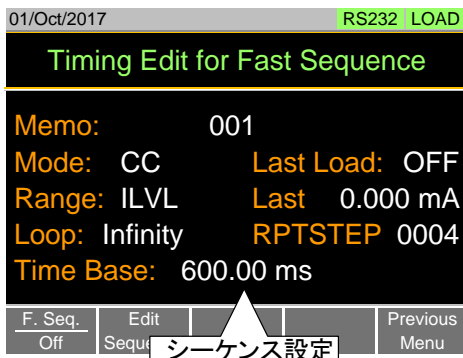 01/Oct/2017 RS232 LOAD
Timing Edit for Fast Sequence
Memo: 001
Mode: CC Last Load: OFF
Range: ILVL Last 0.000 mA
Loop: Infinity RPTSTEP 0004
Time Base: 600.00 ms
F. Seq. Edit Previous
Off Seque Menu
シーケンス設定